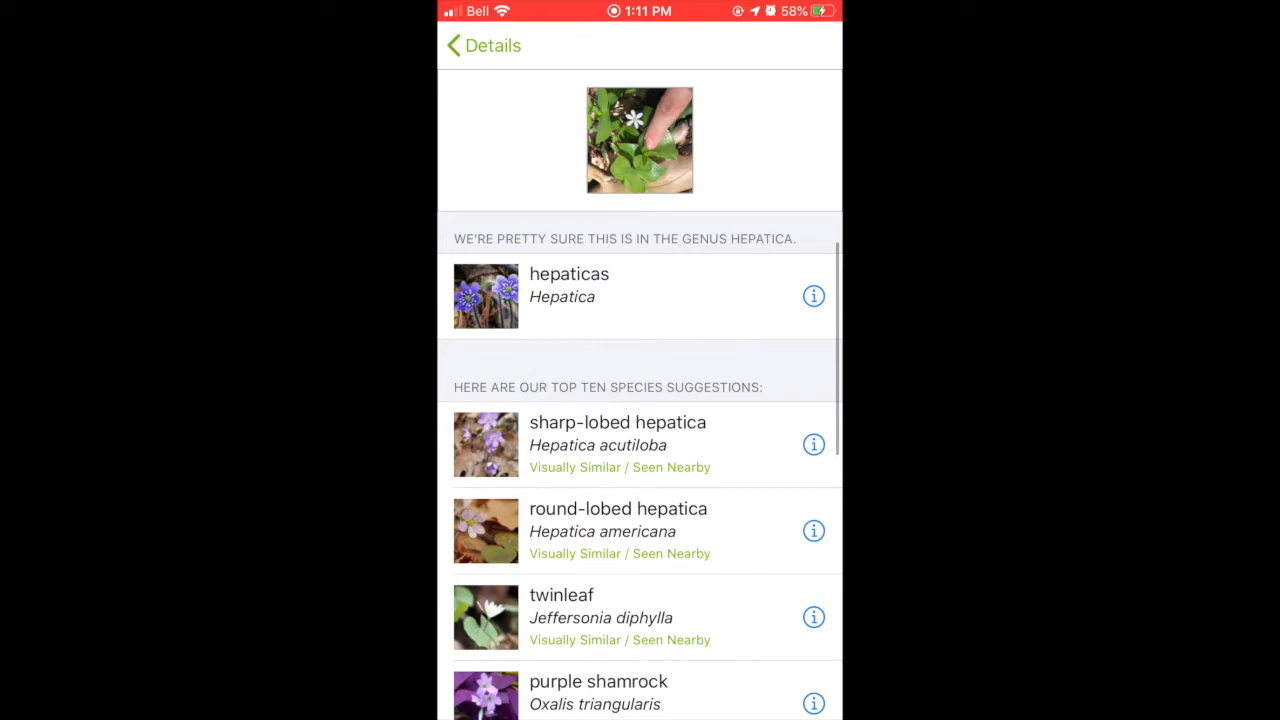 Bell 1:11 PM 58%
Details
WE'RE PRETTY SURE THIS IS IN THE GENUS HEPATICA.
hepaticas
Hepatica
HERE ARE OUR TOP TEN SPECIES SUGGESTIONS:
sharp-lobed hepatica
Hepatica acutiloba
Visually Similar / Seen Nearby
round-lobed hepatica
Hepatica americana
Visually Similar / Seen Nearby
twinleaf
Jeffersonia diphylla
Visually Similar / Seen Nearby
purple shamrock
Oxalis triangularis